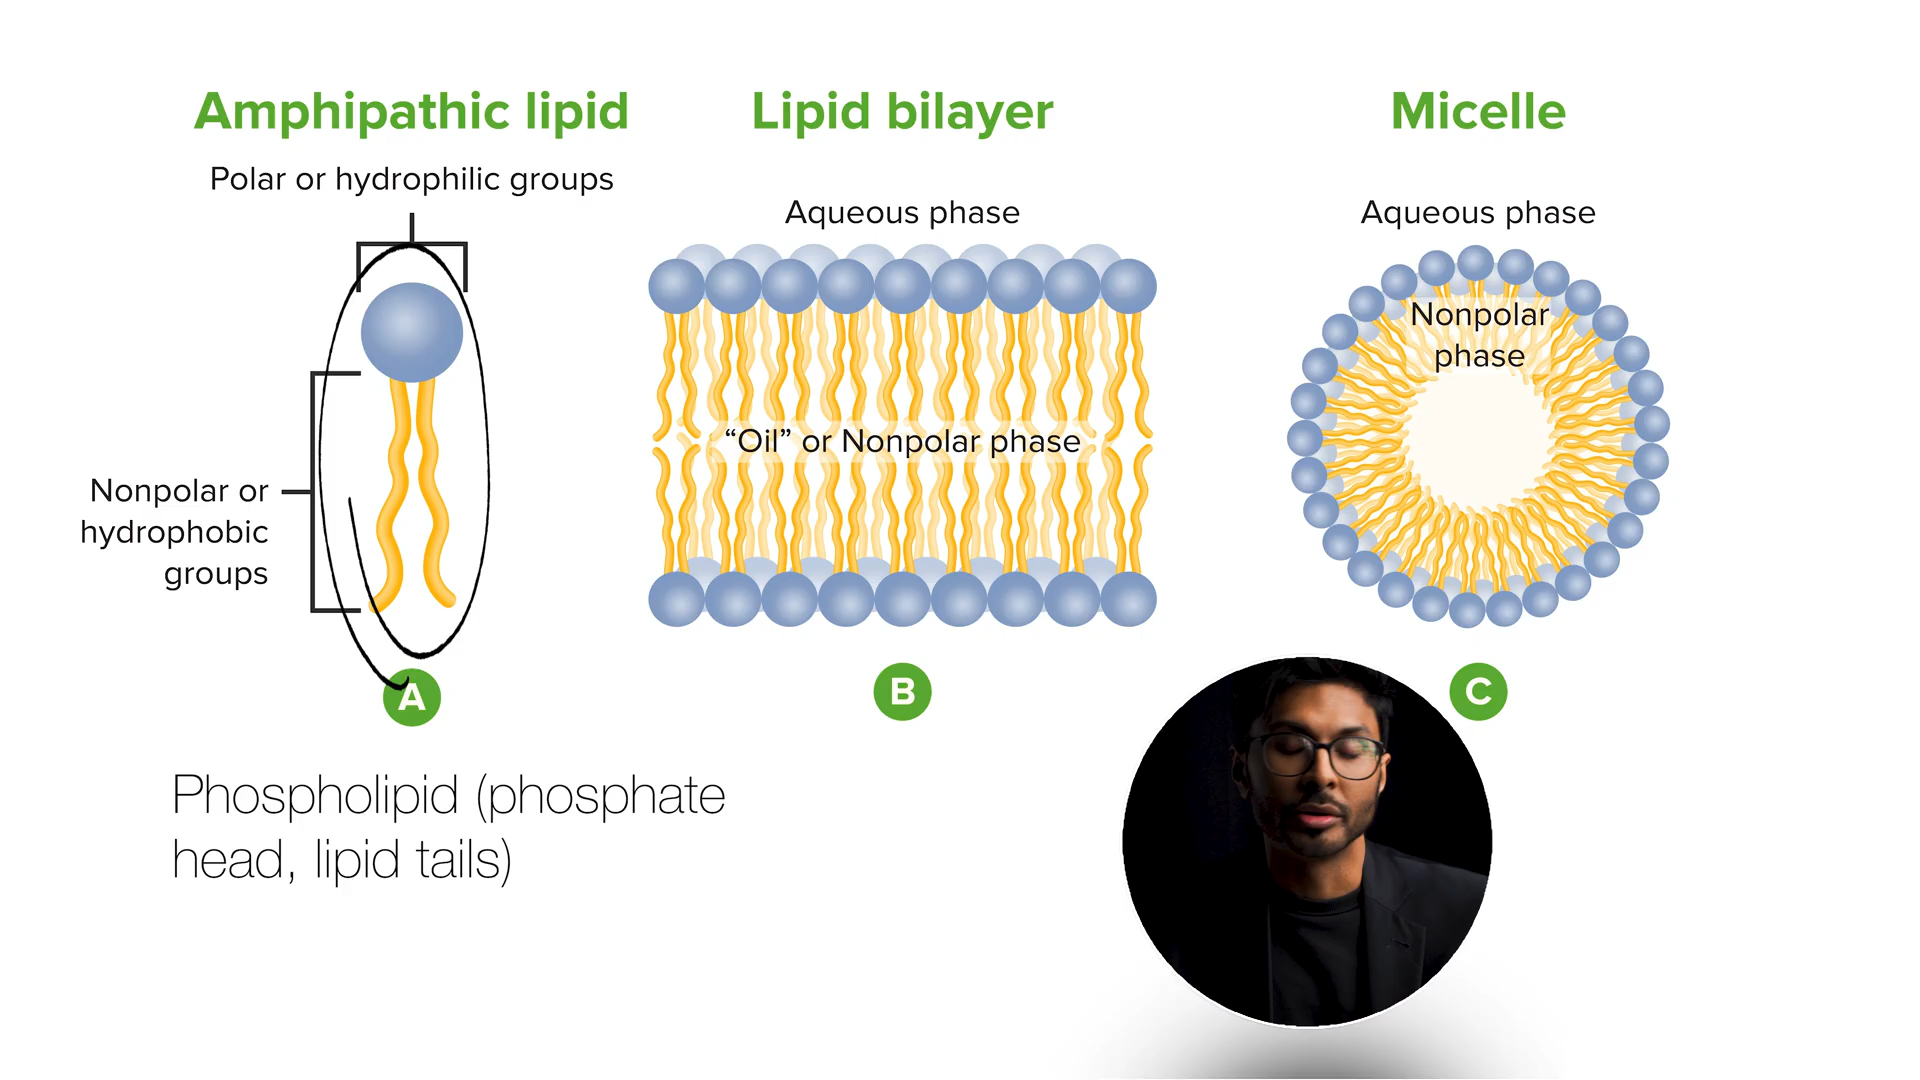 Amphipathic lipid
Polar or hydrophilic groups
Nonpolar or
hydrophobic
groups
A
Lipid bilayer
Aqueous phase
“Oil” or Nonpolar phase
B
Micelle
Aqueous phase
Nonpolar
phase
C
Phospholipid (phosphate
head, lipid tails)